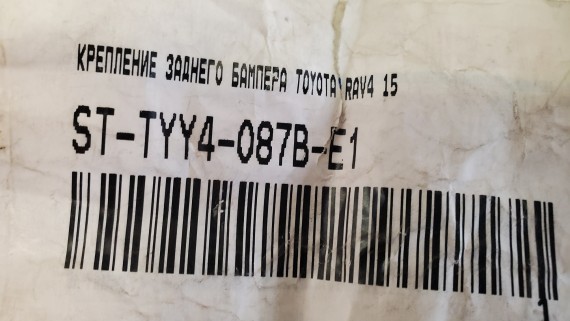 КРЕПЛЕНИЕ ЗАДНЕГО БАМПЕРА TOYOTA RAV4 15
ST-TYY4-087B-E1